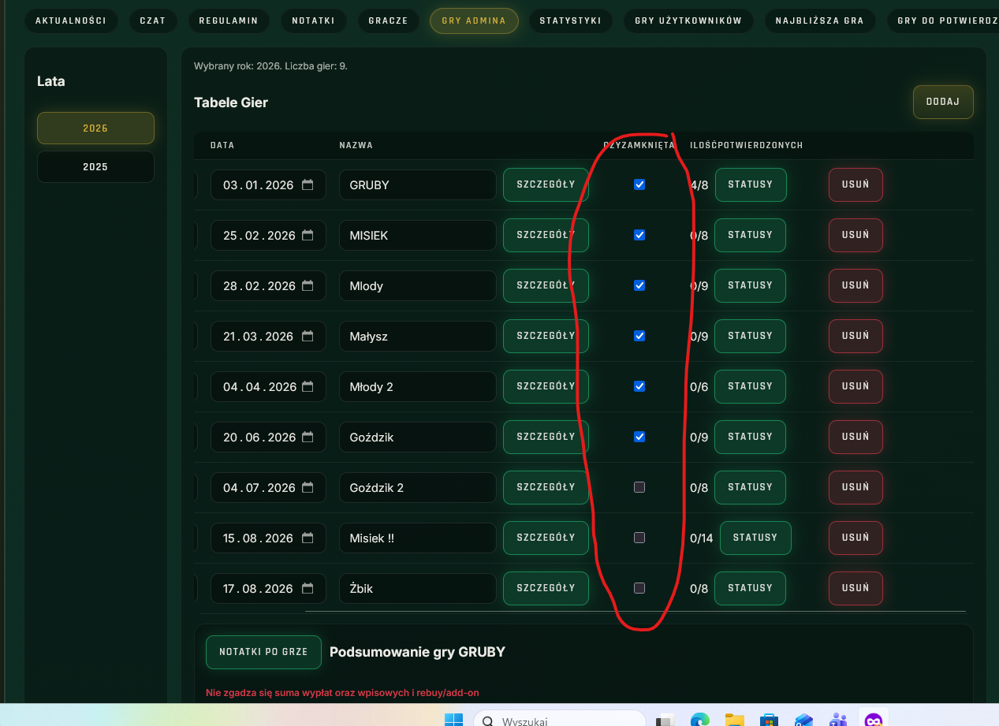 AKTUALNOŚCI CZAT REGULAMIN NOTATKI GRACZE GRY ADMINA STATYSTYKI GRY UŻYTKOWNIKÓW NAJBLIŻSZA GRA GRY DO POTWIERDZ
Lata
2026
2025
Wybrany rok: 2026. Liczba gier: 9.
Tabele Gier
DODAJ
DATA NAZWA CZYZAMKNIĘTA ILOŚĆPOTWIERDZONYCH
03.01.2026 GRUBY SZCZEGÓŁY 4/8 STATUSY USUŃ
25.02.2026 MISIEK SZCZEGÓŁY 0/8 STATUSY USUŃ
28.02.2026 Mlody SZCZEGÓŁY 0/9 STATUSY USUŃ
21.03.2026 Małysz SZCZEGÓŁY 0/9 STATUSY USUŃ
04.04.2026 Młody 2 SZCZEGÓŁY 0/6 STATUSY USUŃ
20.06.2026 Goździk SZCZEGÓŁY 0/9 STATUSY USUŃ
04.07.2026 Goździk 2 SZCZEGÓŁY 0/8 STATUSY USUŃ
15.08.2026 Misiek !! SZCZEGÓŁY 0/14 STATUSY USUŃ
17.08.2026 Żbik SZCZEGÓŁY 0/8 STATUSY USUŃ
NOTATKI PO GRZE Podsumowanie gry GRUBY
Nie zgadza się suma wypłat oraz wpisowych i rebuy/add-on
Wyszukaj